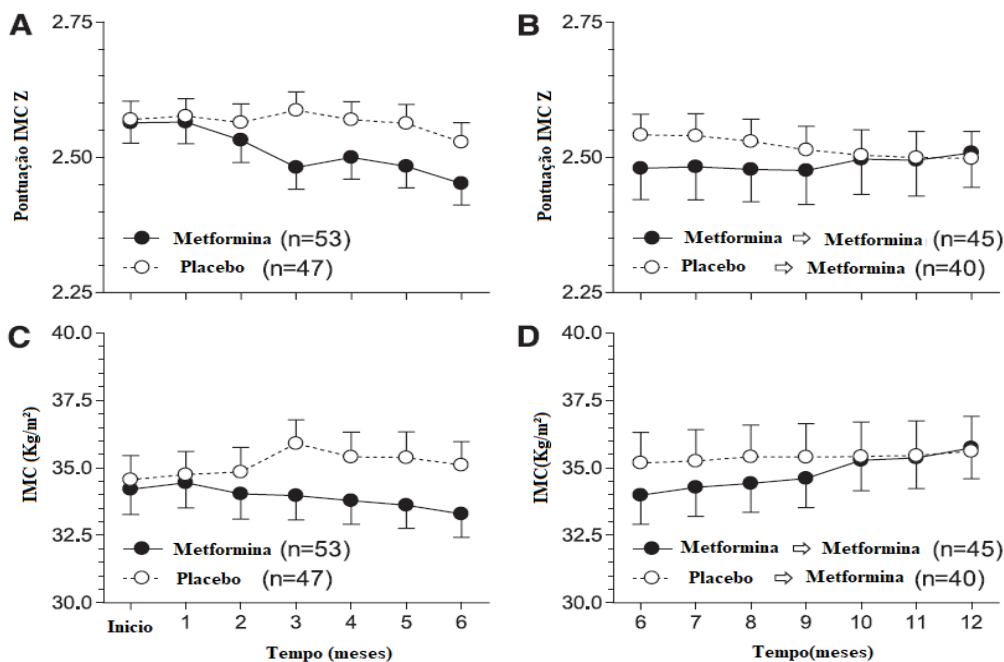 A
2.75
2.50
2.25
Pontuação IMC Z
Metformina (n=53)
Placebo (n=47)
B
2.75
2.50
2.25
Pontuação IMC Z
Metformina ⇨ Metformina (n=45)
Placebo ⇨ Metformina (n=40)
C
40.0
37.5
35.0
32.5
30.0
IMC (Kg/m²)
Metformina (n=53)
Placebo (n=47)
Inicio 1 2 3 4 5 6
Tempo (meses)
D
40.0
37.5
35.0
32.5
30.0
IMC(Kg/m²)
Metformina ⇨ Metformina (n=45)
Placebo ⇨ Metformina (n=40)
6 7 8 9 10 11 12
Tempo(meses)